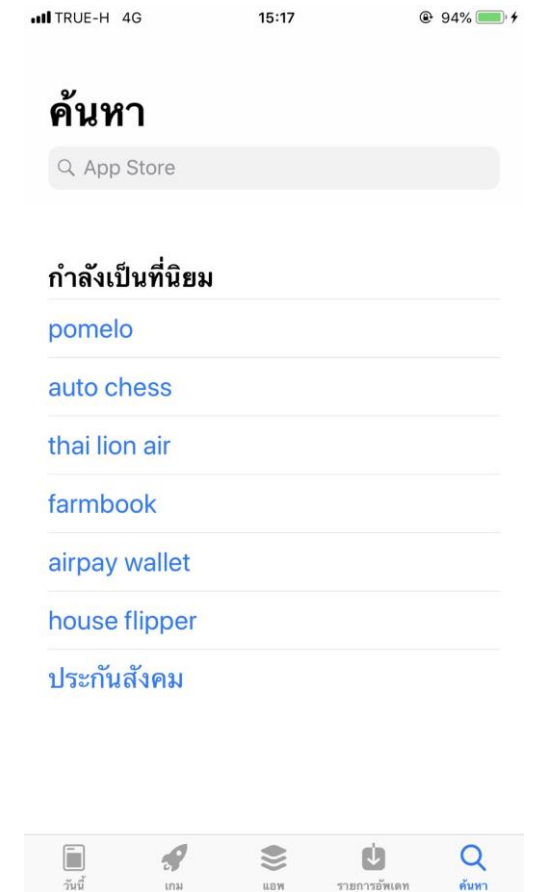 TRUE-H 4G 15:17 94%
ค้นหา
App Store
กำลังเป็นที่นิยม
pomelo
auto chess
thai lion air
farmbook
airpay wallet
house flipper
ประกันสังคม
วันนี้ เกม แอพ รายการอัพเดท ค้นหา